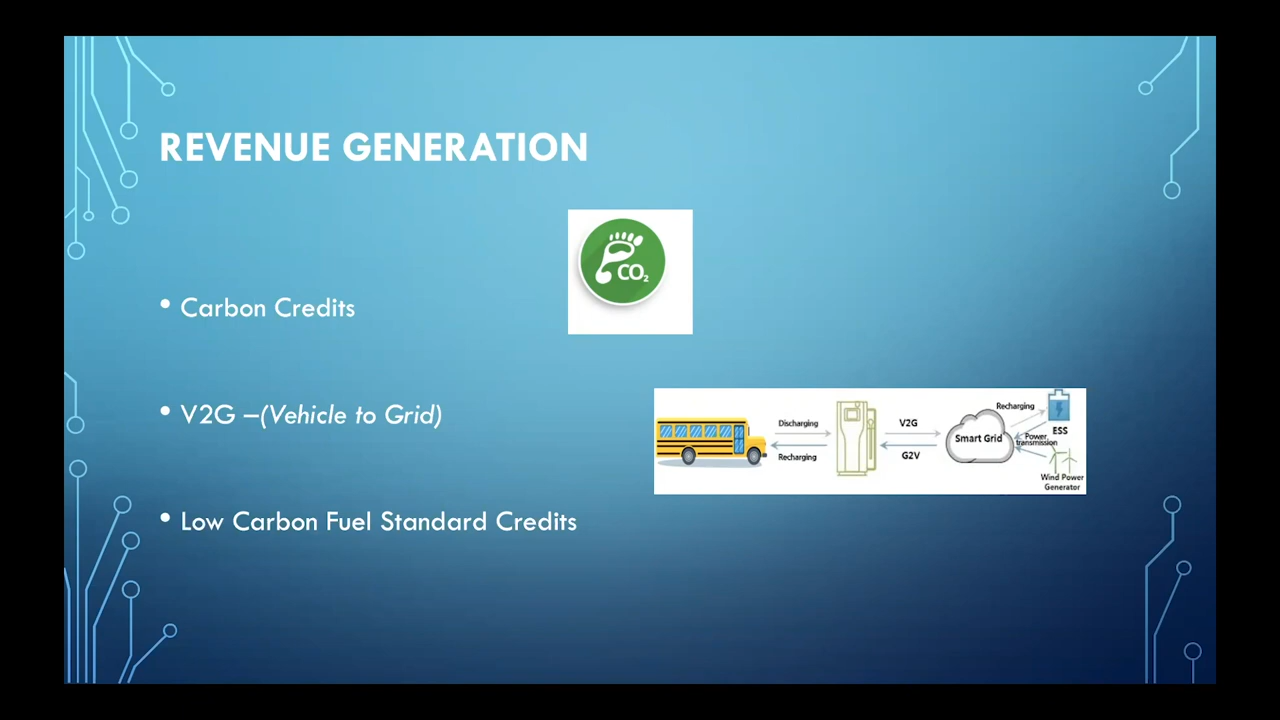 REVENUE GENERATION
CO₂
• Carbon Credits
• V2G –(Vehicle to Grid)
Discharging
Recharging
V2G
G2V
Smart Grid
Recharging
ESS
Power
transmission
Wind Power
Generator
• Low Carbon Fuel Standard Credits